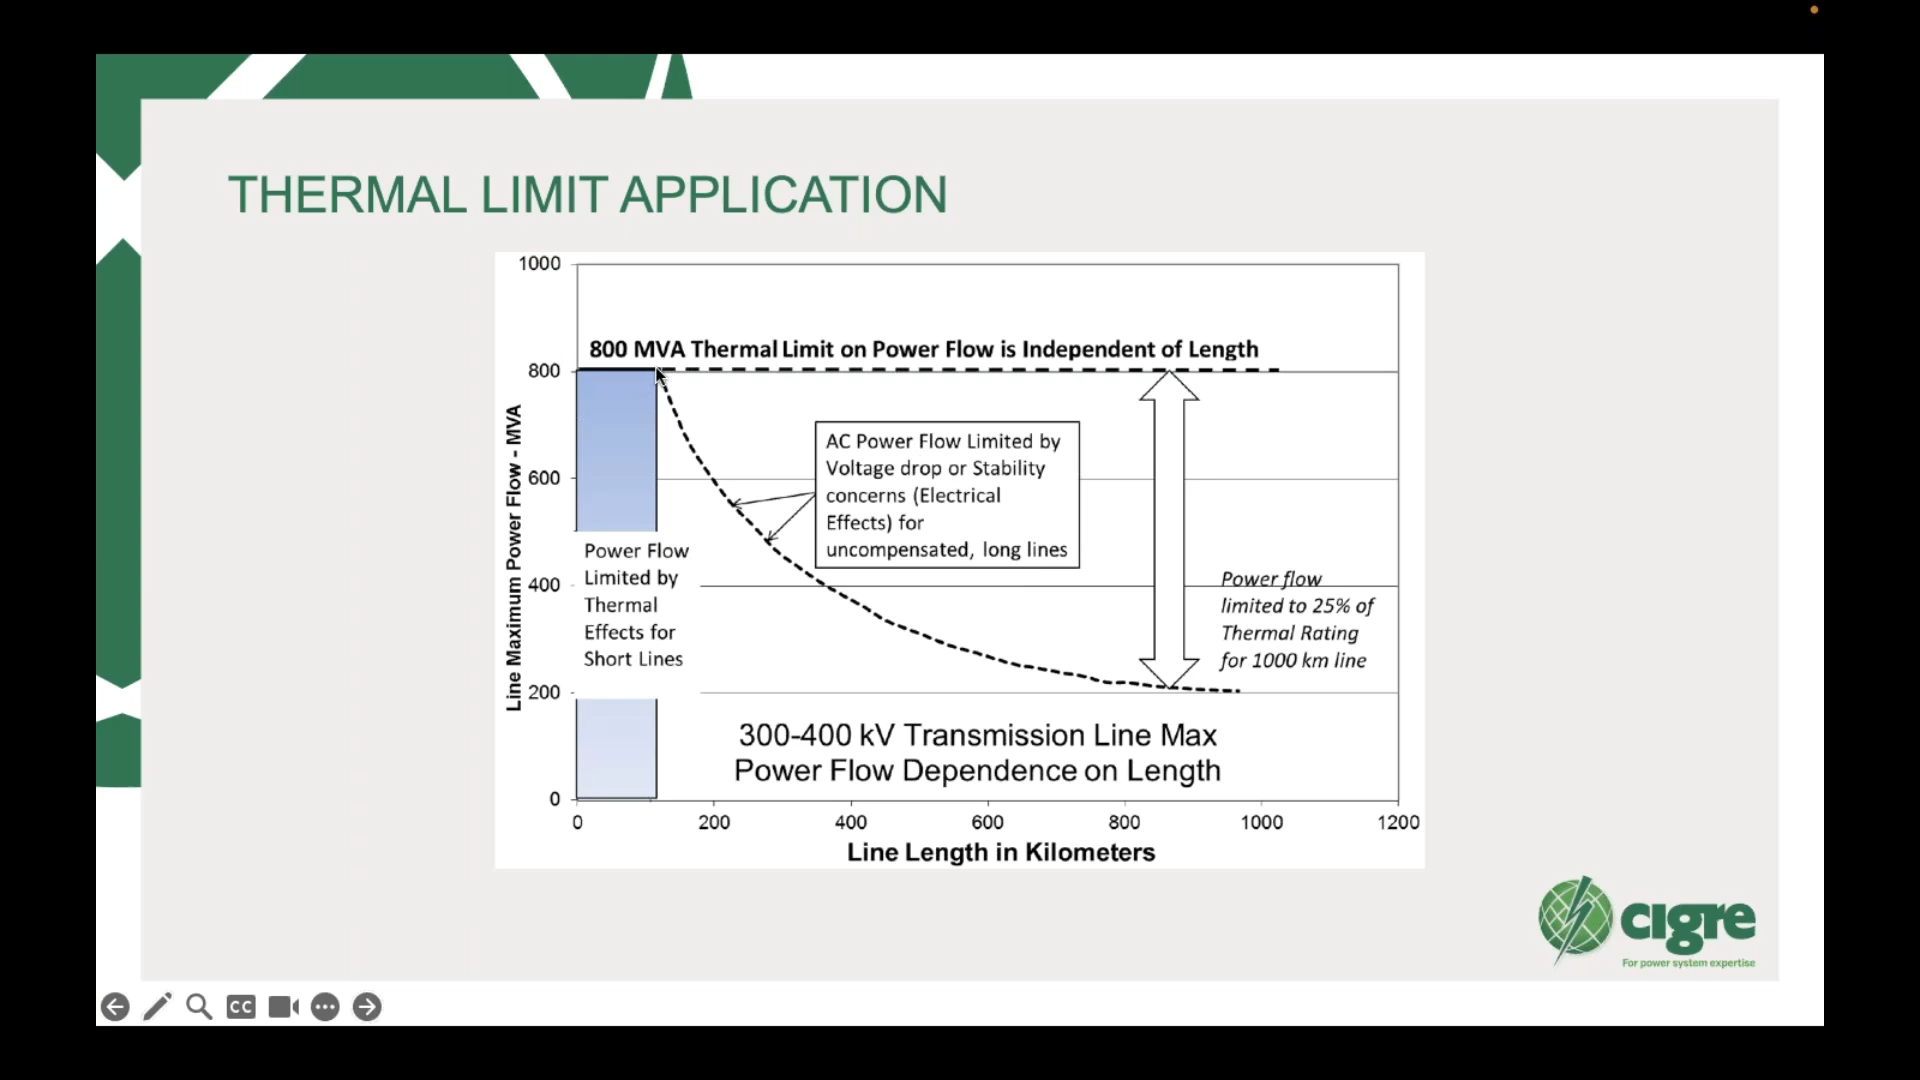 THERMAL LIMIT APPLICATION
1000
800 MVA Thermal Limit on Power Flow is Independent of Length
800
Line Maximum Power Flow - MVA
AC Power Flow Limited by
Voltage drop or Stability
concerns (Electrical
Effects) for
uncompensated, long lines
600
Power Flow
Limited by
Thermal
Effects for
Short Lines
400
Power flow
limited to 25% of
Thermal Rating
for 1000 km line
200
300-400 kV Transmission Line Max
Power Flow Dependence on Length
0
0 200 400 600 800 1000 1200
Line Length in Kilometers
cigre
For power system expertise
CC